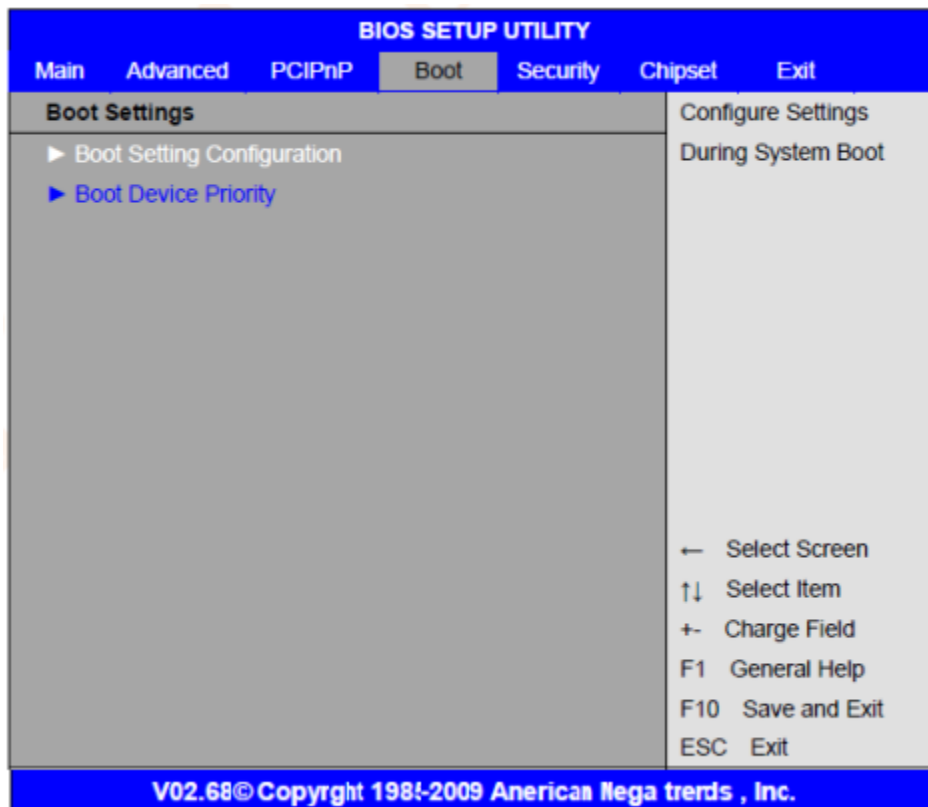 BIOS SETUP UTILITY
Main Advanced PCIPnP Boot Security Chipset Exit
Boot Settings
► Boot Setting Configuration
► Boot Device Priority
Configure Settings
During System Boot
← Select Screen
↑↓ Select Item
+- Charge Field
F1 General Help
F10 Save and Exit
ESC Exit
V02.68© Copyrght 1985-2009 Anerican Nega trerds , Inc.